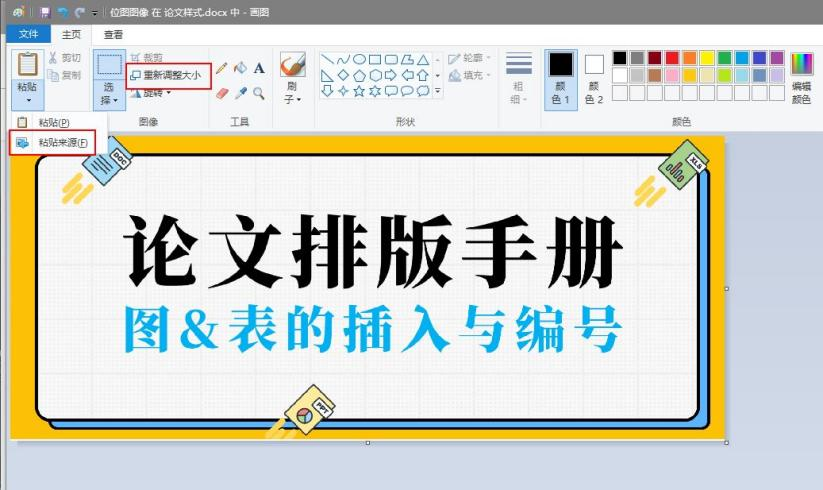 位图图像 在 论文样式.docx 中 - 画图
文件 主页 查看
粘贴
剪切
复制
选择
裁剪
重新调整大小
旋转
图像
A
工具
刷子
形状
轮廓
填充
粗细
颜色 1
颜色 2
颜色
编辑颜色
粘贴(P)
粘贴来源(F)
DOC
XLS
论文排版手册
图&表的插入与编号
PPT